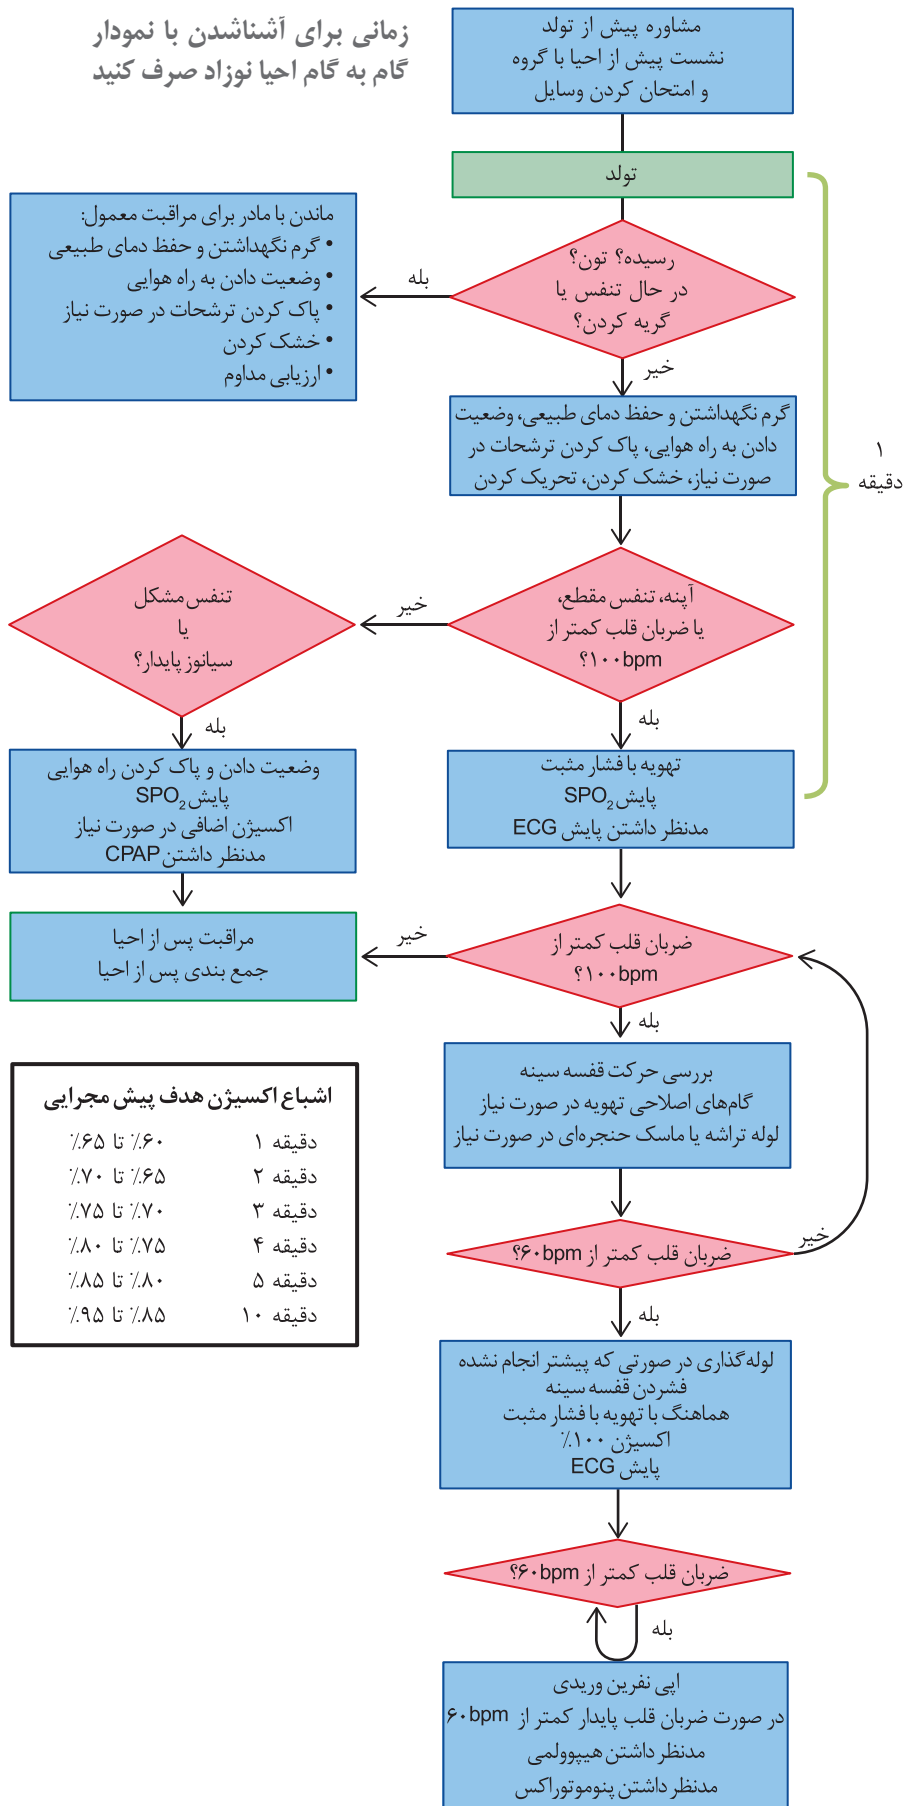 زمانی برای آشناشدن با نمودار
گام به گام احیا نوزاد صرف کنید
مشاوره پیش از تولد
نشست پیش از احیا با گروه
و امتحان کردن وسایل
تولد
رسیده؟ تون؟
در حال تنفس یا
گریه کردن؟
بله
ماندن با مادر برای مراقبت معمول:
• گرم نگهداشتن و حفظ دمای طبیعی
• وضعیت دادن به راه هوایی
• پاک کردن ترشحات در صورت نیاز
• خشک کردن
• ارزیابی مداوم
خیر
گرم نگهداشتن و حفظ دمای طبیعی، وضعیت
دادن به راه هوایی، پاک کردن ترشحات در
صورت نیاز، خشک کردن، تحریک کردن
۱
دقیقه
آپنه، تنفس مقطع،
یا ضربان قلب کمتر از
۱۰۰bpm؟
خیر
تنفس مشکل
یا
سیانوز پایدار؟
بله
وضعیت دادن و پاک کردن راه هوایی
پایش SPO₂
اکسیژن اضافی در صورت نیاز
مدنظر داشتن CPAP
بله
تهویه با فشار مثبت
پایش SPO₂
مدنظر داشتن پایش ECG
ضربان قلب کمتر از
۱۰۰bpm؟
خیر
مراقبت پس از احیا
جمع بندی پس از احیا
بله
بررسی حرکت قفسه سینه
گام‌های اصلاحی تهویه در صورت نیاز
لوله تراشه یا ماسک حنجره‌ای در صورت نیاز
ضربان قلب کمتر از ۶۰bpm؟
خیر
بله
لوله‌گذاری در صورتی که پیشتر انجام نشده
فشردن قفسه سینه
هماهنگ با تهویه با فشار مثبت
اکسیژن ۱۰۰٪
پایش ECG
ضربان قلب کمتر از ۶۰bpm؟
بله
اپی نفرین وریدی
در صورت ضربان قلب پایدار کمتر از ۶۰bpm
مدنظر داشتن هیپوولمی
مدنظر داشتن پنوموتوراکس
اشباع اکسیژن هدف پیش مجرایی
دقیقه ۱ ۶۰٪ تا ۶۵٪
دقیقه ۲ ۶۵٪ تا ۷۰٪
دقیقه ۳ ۷۰٪ تا ۷۵٪
دقیقه ۴ ۷۵٪ تا ۸۰٪
دقیقه ۵ ۸۰٪ تا ۸۵٪
دقیقه ۱۰ ۸۵٪ تا ۹۵٪